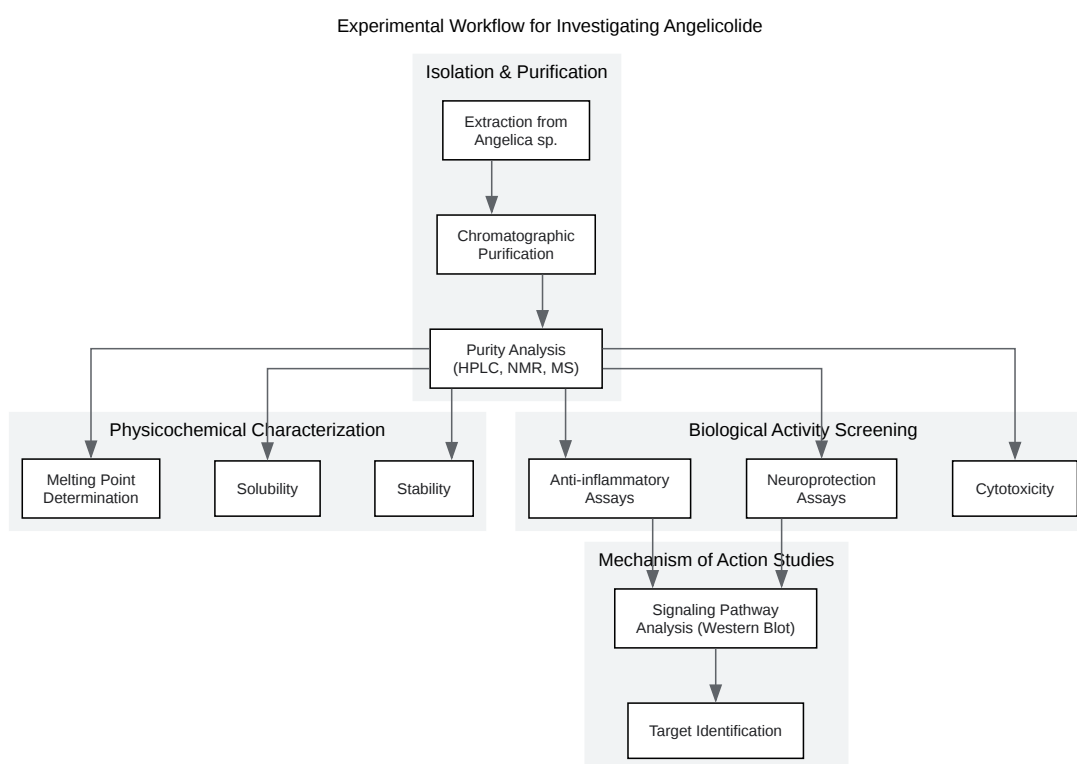 Experimental Workflow for Investigating Angelicolide
Isolation & Purification
Extraction from
Angelica sp.
Chromatographic
Purification
Purity Analysis
(HPLC, NMR, MS)
Physicochemical Characterization
Melting Point
Determination
Solubility
Stability
Biological Activity Screening
Anti-inflammatory
Assays
Neuroprotection
Assays
Cytotoxicity
Mechanism of Action Studies
Signaling Pathway
Analysis (Western Blot)
Target Identification